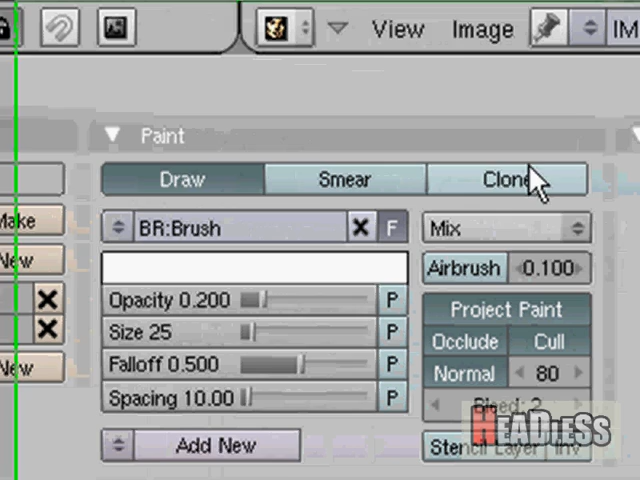 View Image IM
Paint
Draw Smear Clone
Make
New
New
BR:Brush X F
Mix
Airbrush 0.100
Opacity 0.200 P
Size 25 P
Falloff 0.500 P
Spacing 10.00 P
Project Paint
Occlude Cull
Normal 80
Bleed: 2
Add New
Stencil Layer Inv
HEADLESS